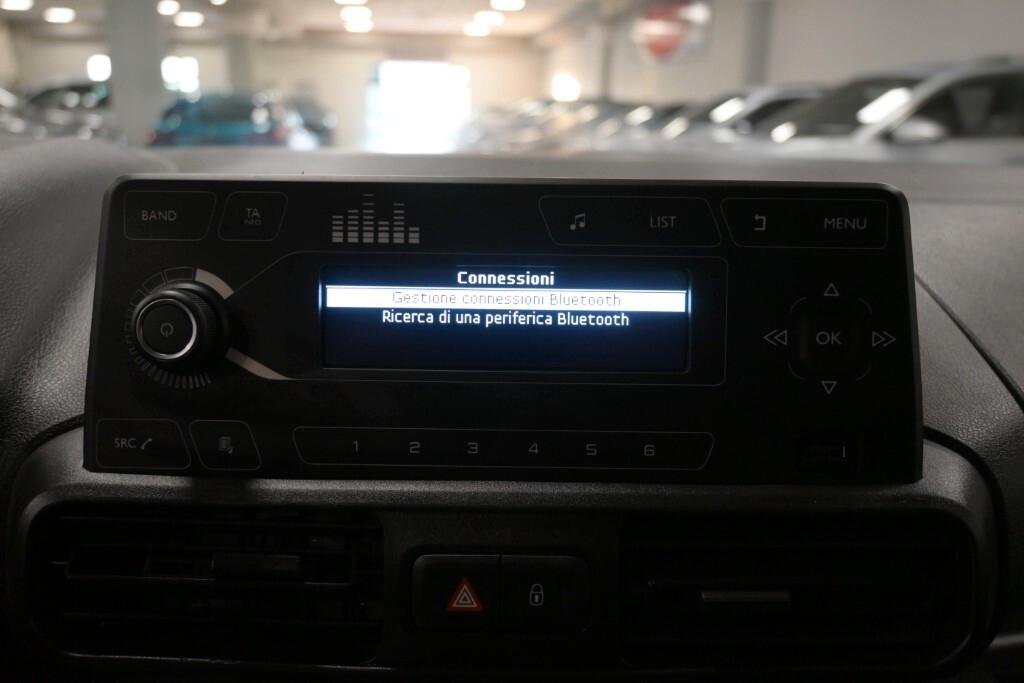 BAND
TA
INFO
LIST
MENU
Connessioni
Gestione connessioni Bluetooth
Ricerca di una periferica Bluetooth
OK
SRC
1 2 3 4 5 6